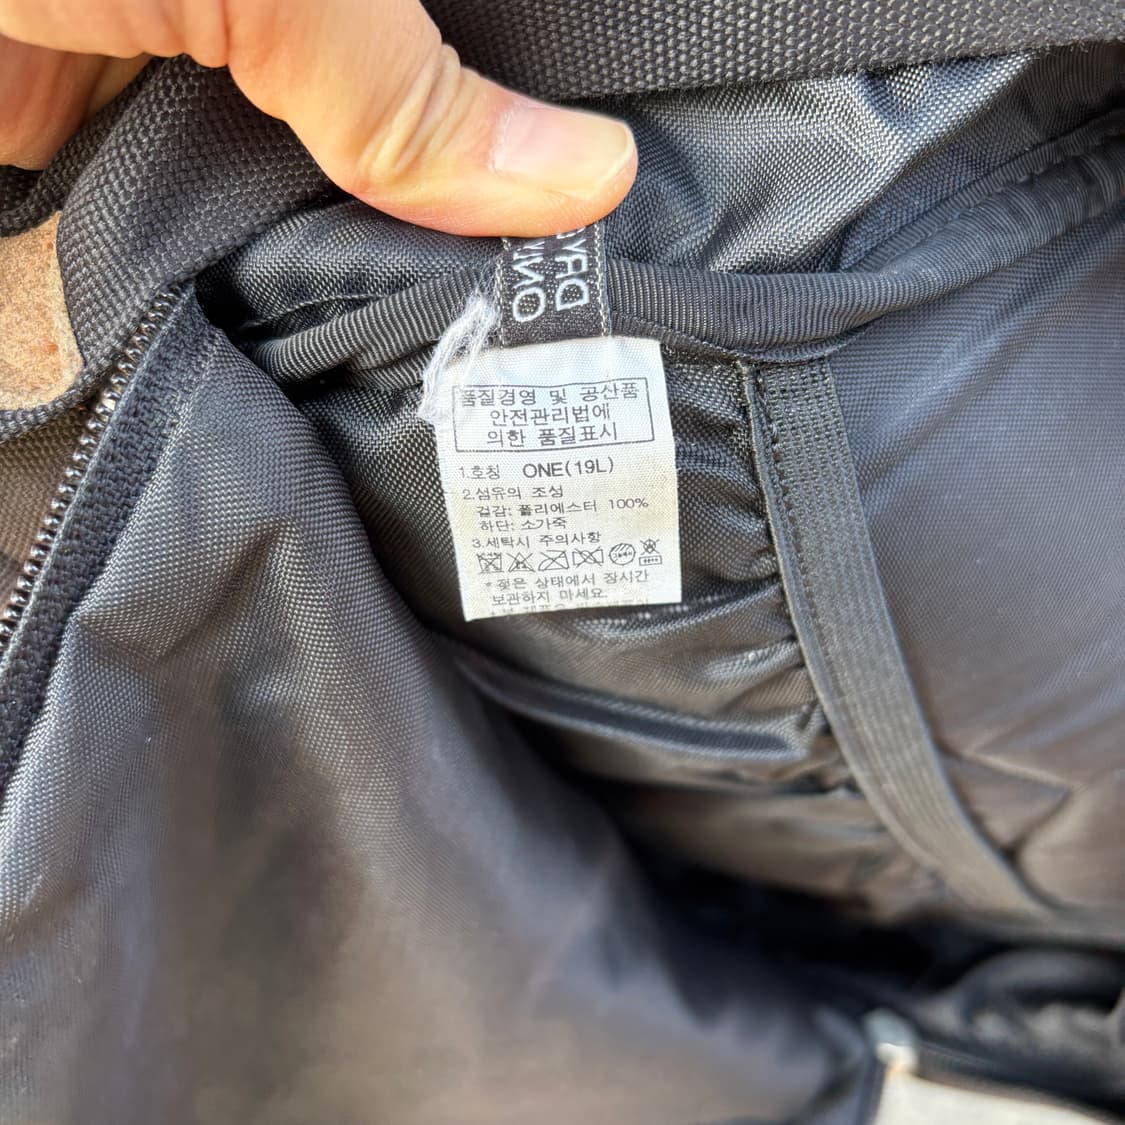 품질경영 및 공산품
안전관리법에
의한 품질표시
1.호칭 ONE(19L)
2.섬유의 조성
겉감: 폴리에스터 100%
하단: 소가죽
3.세탁시 주의사항
* 젖은 상태에서 장시간
보관하지 마세요.